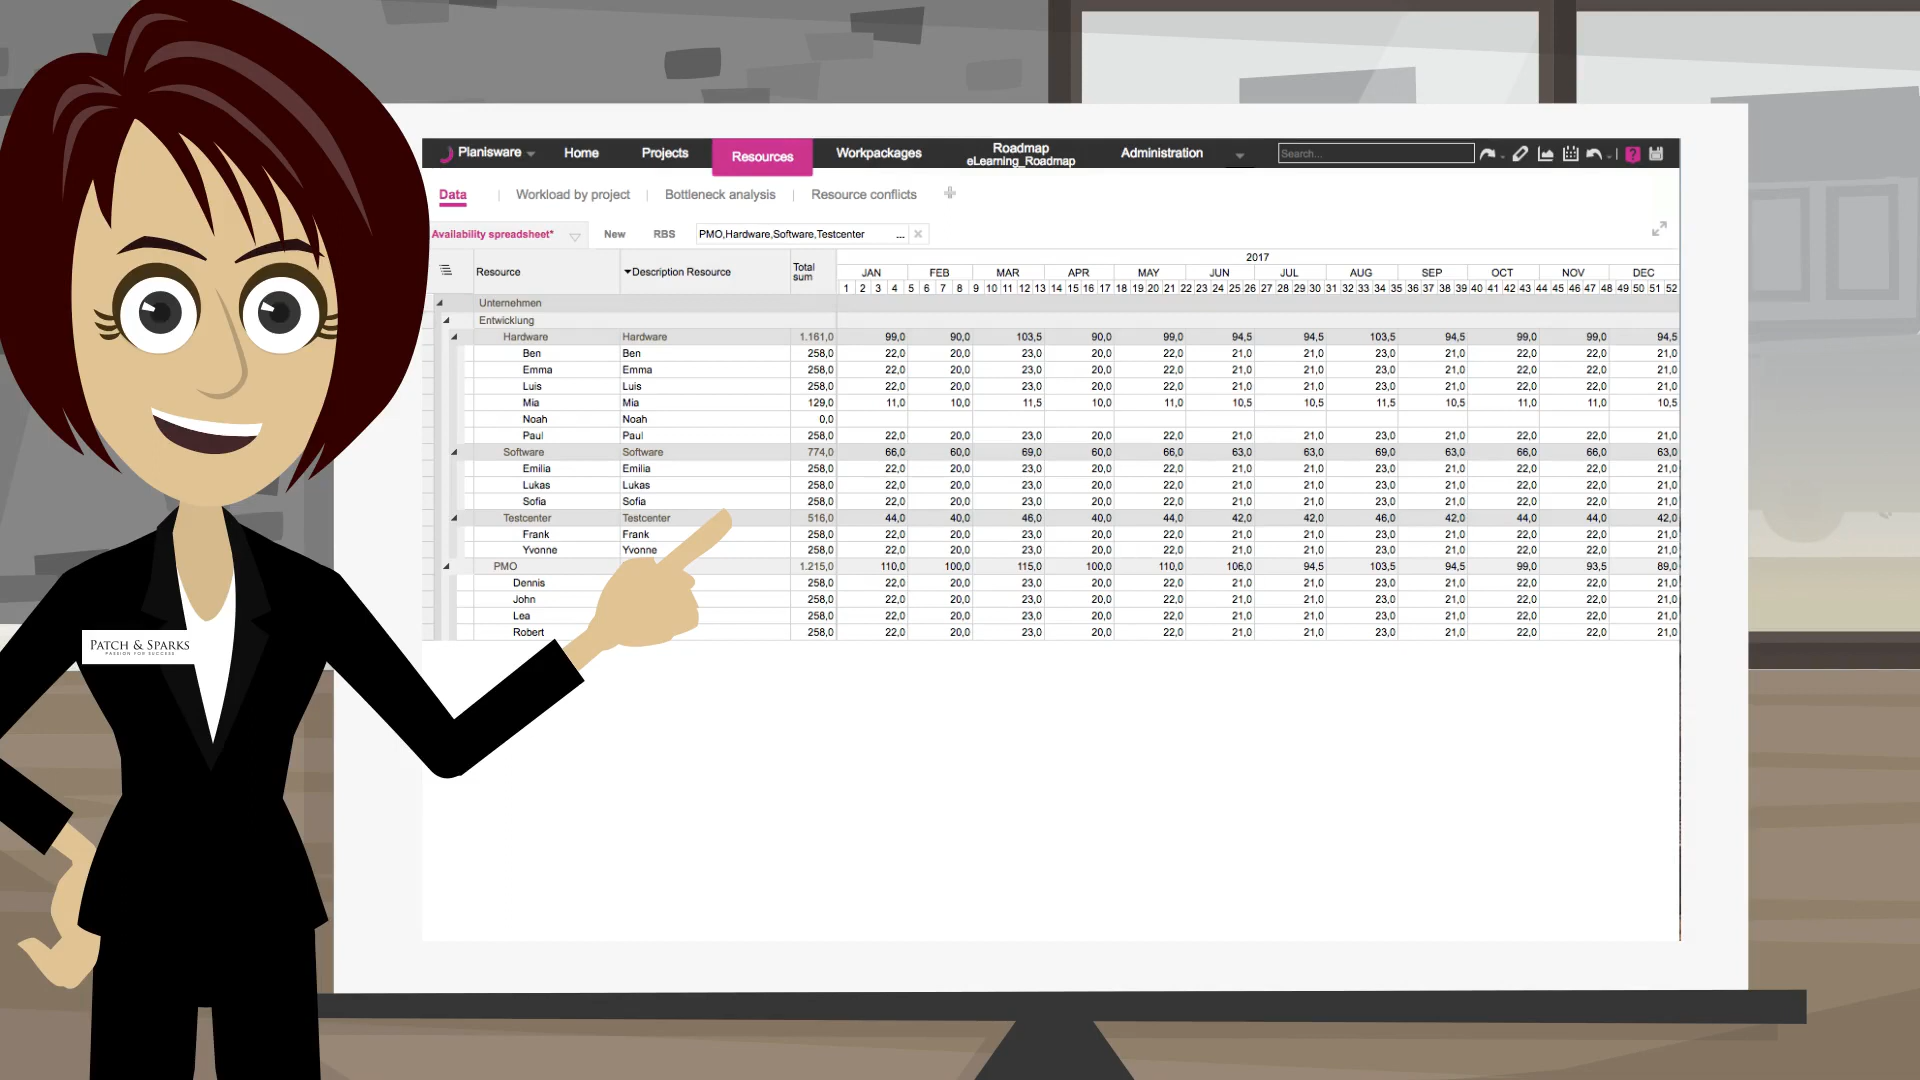 Planisware Home Projects Resources Workpackages Roadmap eLearning_Roadmap Administration Search... ?
Data | Workload by project | Bottleneck analysis | Resource conflicts
Availability spreadsheet* New RBS PMO,Hardware,Software,Testcenter ...
2017
Resource Description Resource Total sum JAN FEB MAR APR MAY JUN JUL AUG SEP OCT NOV DEC
1 2 3 4 5 6 7 8 9 10 11 12 13 14 15 16 17 18 19 20 21 22 23 24 25 26 27 28 29 30 31 32 33 34 35 36 37 38 39 40 41 42 43 44 45 46 47 48 49 50 51 52
Unternehmen
Entwicklung
Hardware Hardware 1.161,0 99,0 90,0 103,5 90,0 99,0 94,5 94,5 103,5 94,5 99,0 99,0 94,5
Ben Ben 258,0 22,0 20,0 23,0 20,0 22,0 21,0 21,0 23,0 21,0 22,0 22,0 21,0
Emma Emma 258,0 22,0 20,0 23,0 20,0 22,0 21,0 21,0 23,0 21,0 22,0 22,0 21,0
Luis Luis 258,0 22,0 20,0 23,0 20,0 22,0 21,0 21,0 23,0 21,0 22,0 22,0 21,0
Mia Mia 129,0 11,0 10,0 11,5 10,0 11,0 10,5 10,5 11,5 10,5 11,0 11,0 10,5
Noah Noah 0,0
Paul Paul 258,0 22,0 20,0 23,0 20,0 22,0 21,0 21,0 23,0 21,0 22,0 22,0 21,0
Software Software 774,0 66,0 60,0 69,0 60,0 66,0 63,0 63,0 69,0 63,0 66,0 66,0 63,0
Emilia Emilia 258,0 22,0 20,0 23,0 20,0 22,0 21,0 21,0 23,0 21,0 22,0 22,0 21,0
Lukas Lukas 258,0 22,0 20,0 23,0 20,0 22,0 21,0 21,0 23,0 21,0 22,0 22,0 21,0
Sofia Sofia 258,0 22,0 20,0 23,0 20,0 22,0 21,0 21,0 23,0 21,0 22,0 22,0 21,0
Testcenter Testcenter 516,0 44,0 40,0 46,0 40,0 44,0 42,0 42,0 46,0 42,0 44,0 44,0 42,0
Frank Frank 258,0 22,0 20,0 23,0 20,0 22,0 21,0 21,0 23,0 21,0 22,0 22,0 21,0
Yvonne Yvonne 258,0 22,0 20,0 23,0 20,0 22,0 21,0 21,0 23,0 21,0 22,0 22,0 21,0
PMO 1.215,0 110,0 100,0 115,0 100,0 110,0 106,0 94,5 103,5 94,5 99,0 93,5 89,0
Dennis 258,0 22,0 20,0 23,0 20,0 22,0 21,0 21,0 23,0 21,0 22,0 22,0 21,0
John 258,0 22,0 20,0 23,0 20,0 22,0 21,0 21,0 23,0 21,0 22,0 22,0 21,0
Lea 258,0 22,0 20,0 23,0 20,0 22,0 21,0 21,0 23,0 21,0 22,0 22,0 21,0
Robert 258,0 22,0 20,0 23,0 20,0 22,0 21,0 21,0 23,0 21,0 22,0 22,0 21,0
PATCH & SPARKS
PASSION FOR SUCCESS